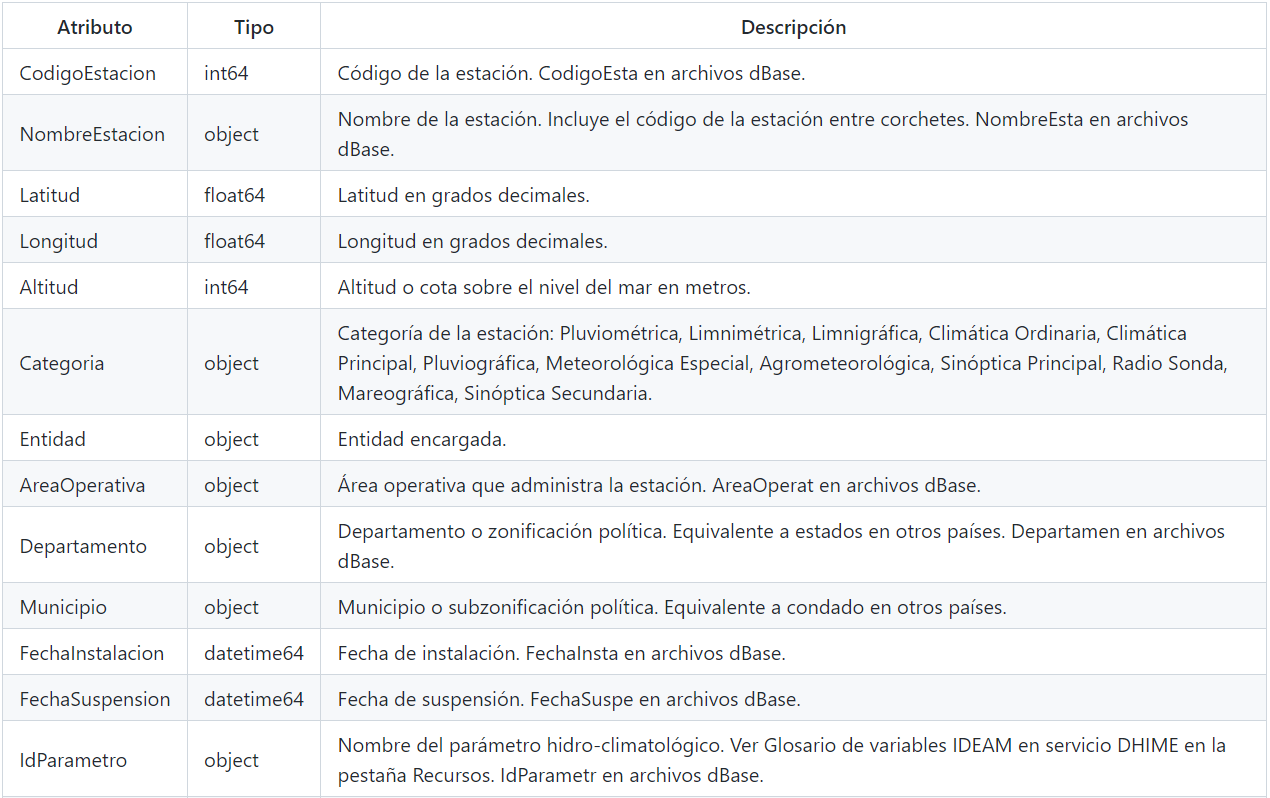 Atributo Tipo Descripción
CodigoEstacion int64 Código de la estación. CodigoEsta en archivos dBase.
NombreEstacion object Nombre de la estación. Incluye el código de la estación entre corchetes. NombreEsta en archivos
dBase.
Latitud float64 Latitud en grados decimales.
Longitud float64 Longitud en grados decimales.
Altitud int64 Altitud o cota sobre el nivel del mar en metros.
Categoria object Categoría de la estación: Pluviométrica, Limnimétrica, Limnigráfica, Climática Ordinaria, Climática
Principal, Pluviográfica, Meteorológica Especial, Agrometeorológica, Sinóptica Principal, Radio Sonda,
Mareográfica, Sinóptica Secundaria.
Entidad object Entidad encargada.
AreaOperativa object Área operativa que administra la estación. AreaOperat en archivos dBase.
Departamento object Departamento o zonificación política. Equivalente a estados en otros países. Departamen en archivos
dBase.
Municipio object Municipio o subzonificación política. Equivalente a condado en otros países.
FechaInstalacion datetime64 Fecha de instalación. FechaInsta en archivos dBase.
FechaSuspension datetime64 Fecha de suspensión. FechaSuspe en archivos dBase.
IdParametro object Nombre del parámetro hidro-climatológico. Ver Glosario de variables IDEAM en servicio DHIME en la
pestaña Recursos. IdParametr en archivos dBase.